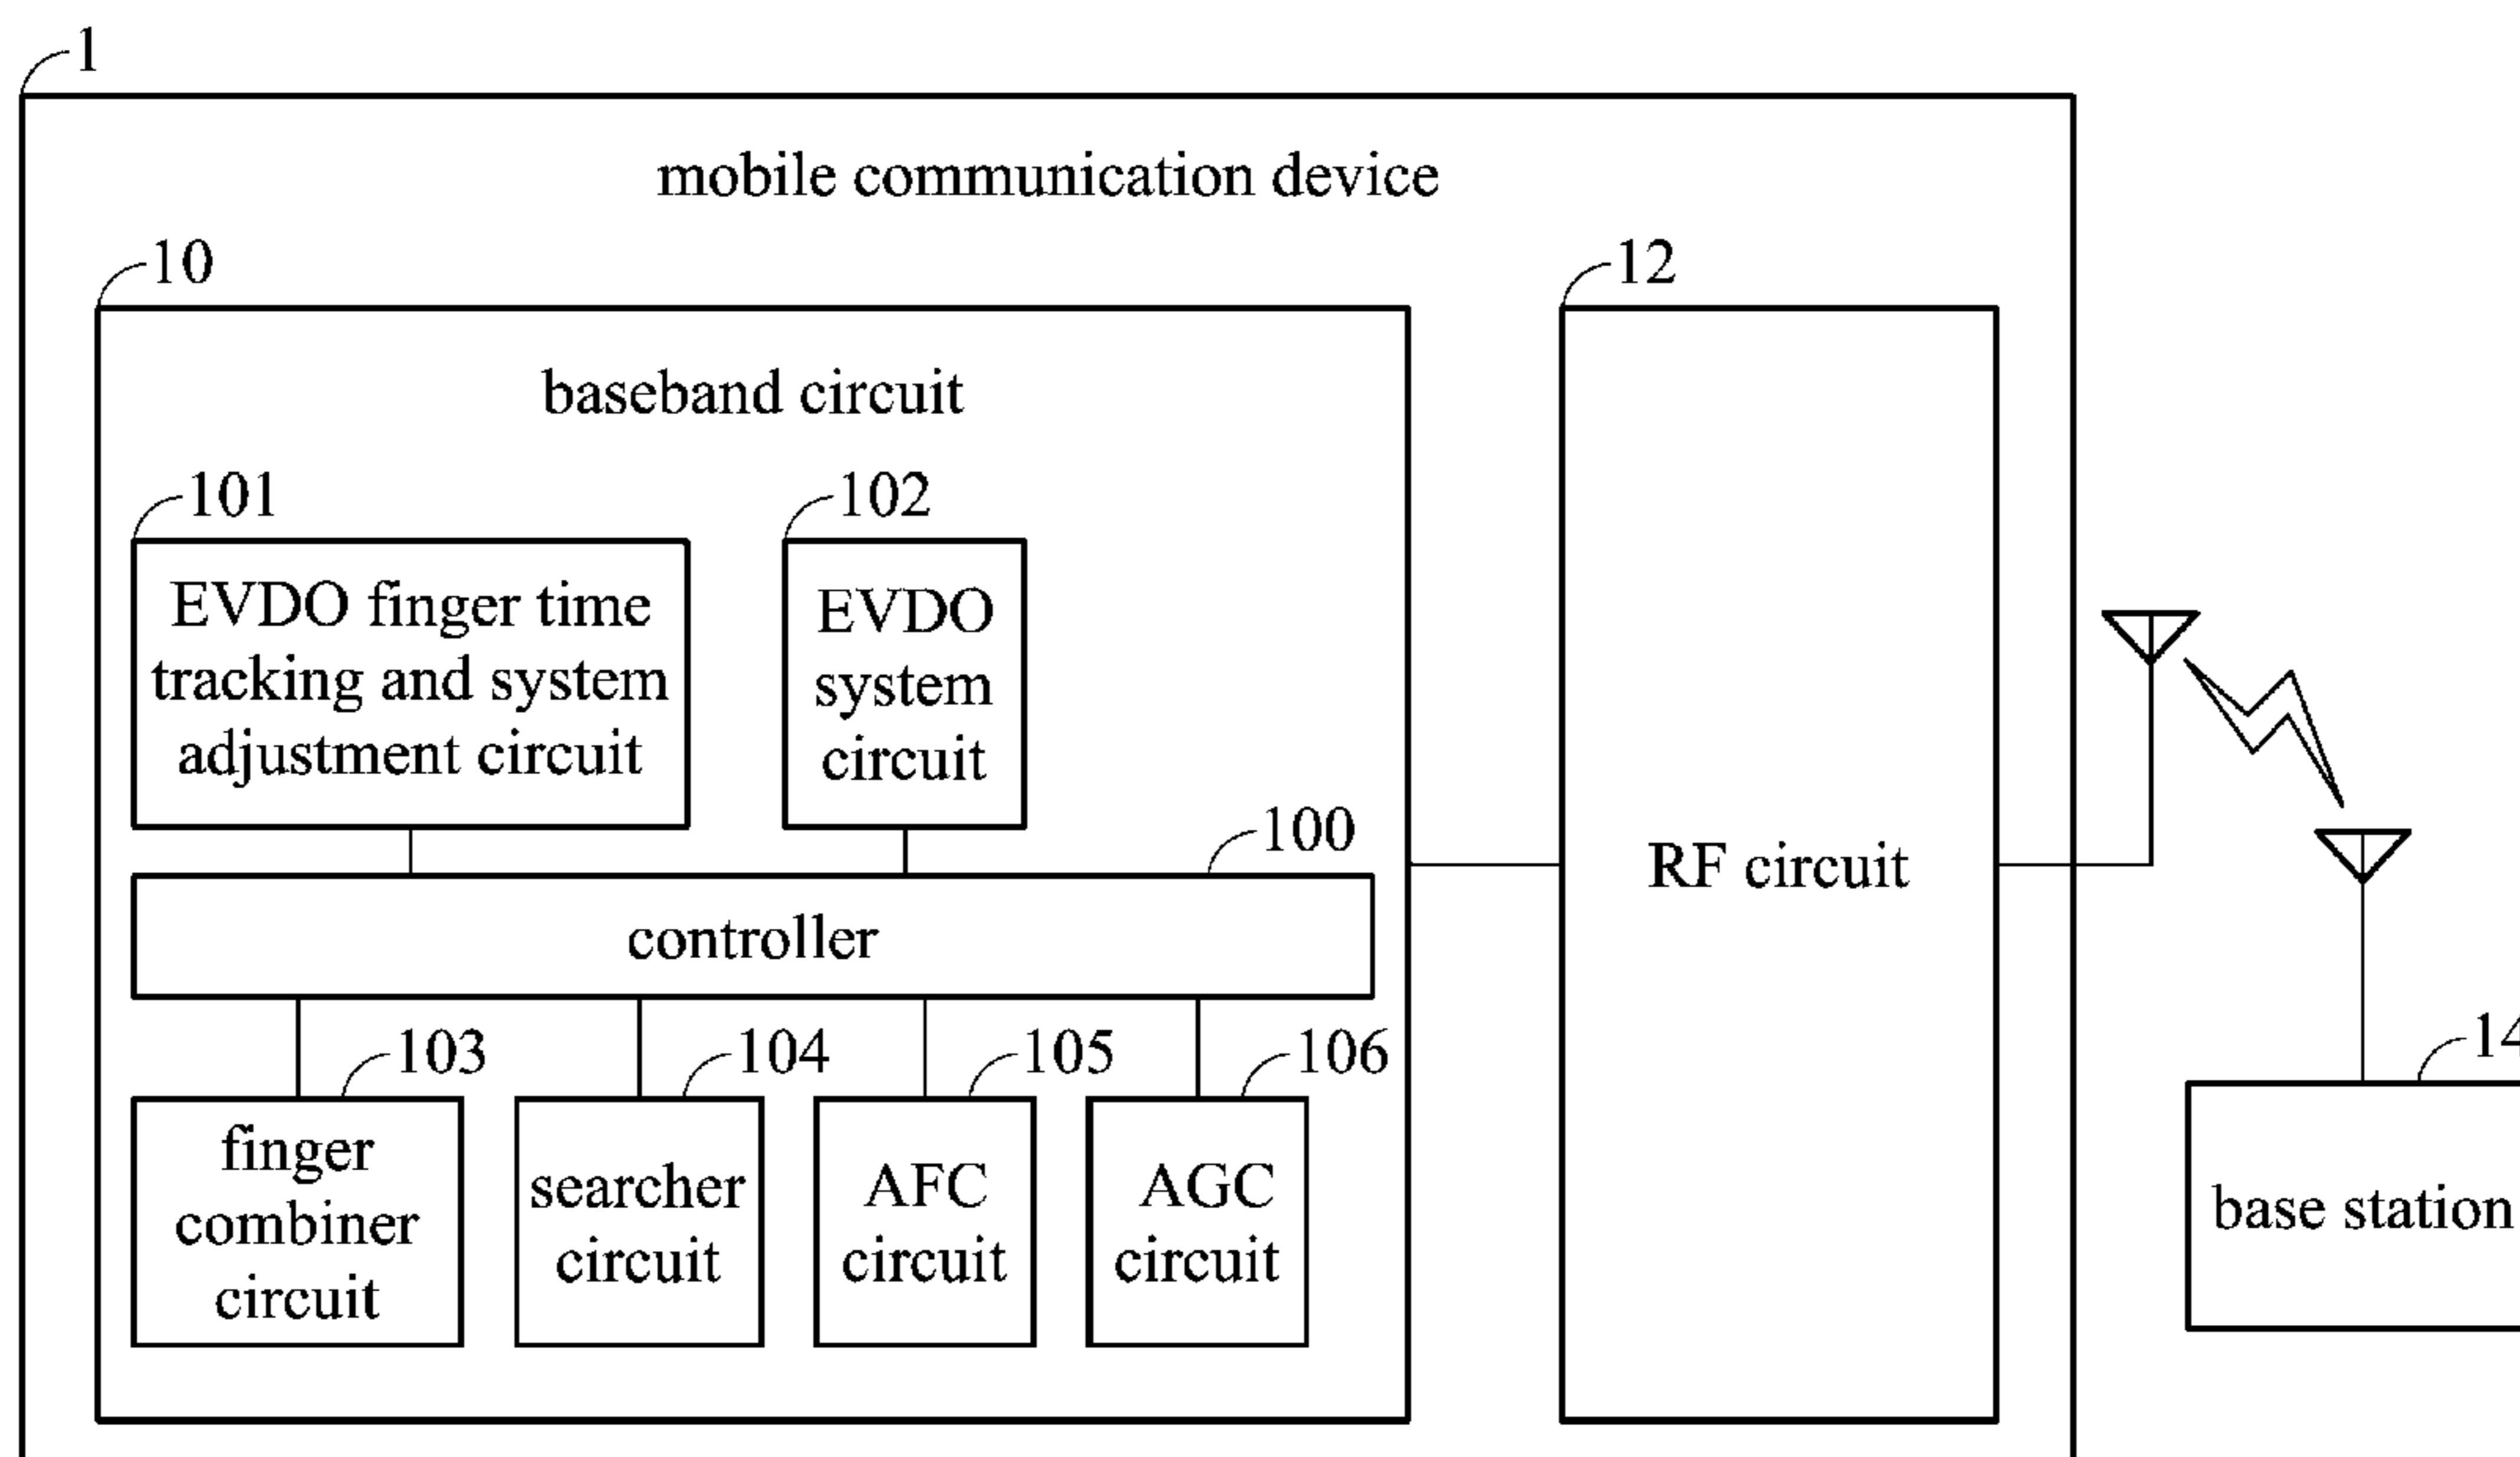 1
mobile communication device
10
12
baseband circuit
101
102
EVDO finger time
tracking and system
adjustment circuit
EVDO
system
circuit
100
RF circuit
controller
103
104
105
106
14
finger
combiner
circuit
searcher
circuit
AFC
circuit
AGC
circuit
base station